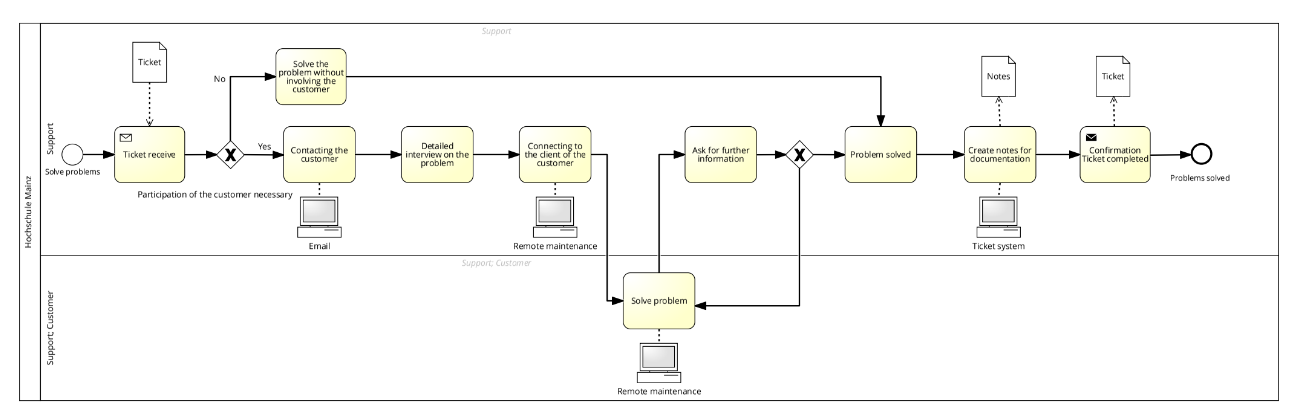 Hochschule Mainz
Support
Support
Solve problems
Ticket
Ticket receive
Participation of the customer necessary
No
Yes
Solve the
problem without
involving the
customer
Contacting the
customer
Email
Detailed
interview on the
problem
Connecting to
the client of the
customer
Remote maintenance
Ask for further
information
Problem solved
Notes
Create notes for
documentation
Ticket system
Ticket
Confirmation
Ticket completed
Problems solved
Support; Customer
Support; Customer
Solve problem
Remote maintenance